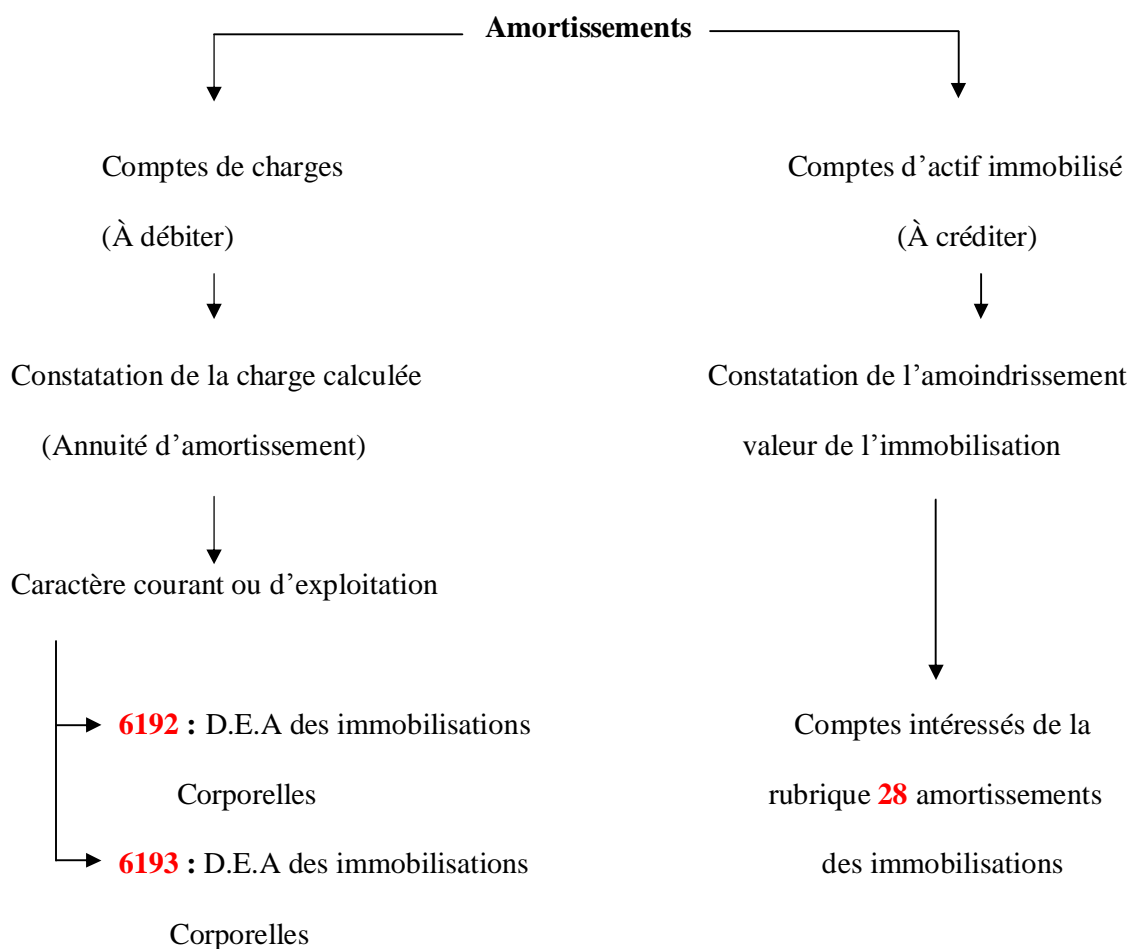 Amortissements
Comptes de charges
(À débiter)
Constatation de la charge calculée
(Annuité d’amortissement)
Caractère courant ou d’exploitation
6192 : D.E.A des immobilisations
Corporelles
6193 : D.E.A des immobilisations
Corporelles
Comptes d’actif immobilisé
(À créditer)
Constatation de l’amoindrissement
valeur de l’immobilisation
Comptes intéressés de la
rubrique 28 amortissements
des immobilisations